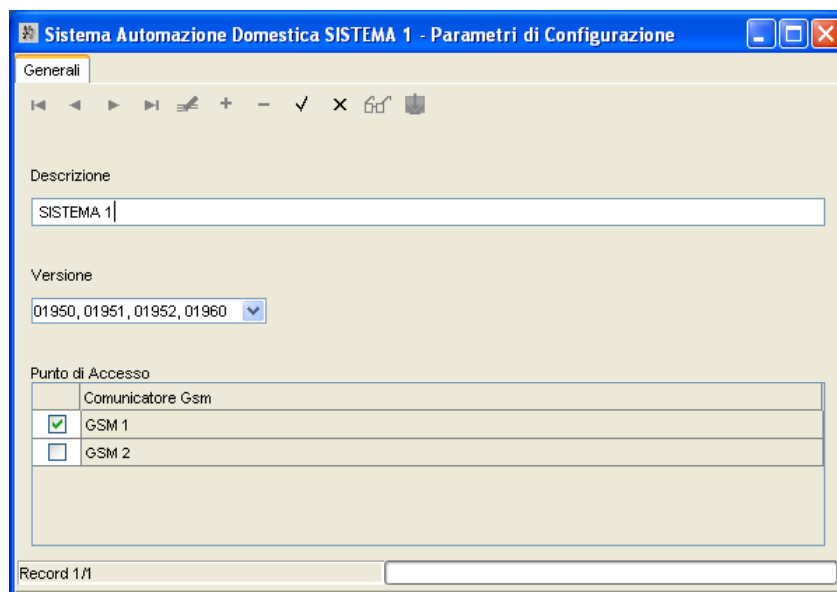 Sistema Automazione Domestica SISTEMA 1 - Parametri di Configurazione
Generali
Descrizione
SISTEMA 1
Versione
01950, 01951, 01952, 01960
Punto di Accesso
Comunicatore Gsm
GSM 1
GSM 2
Record 1/1